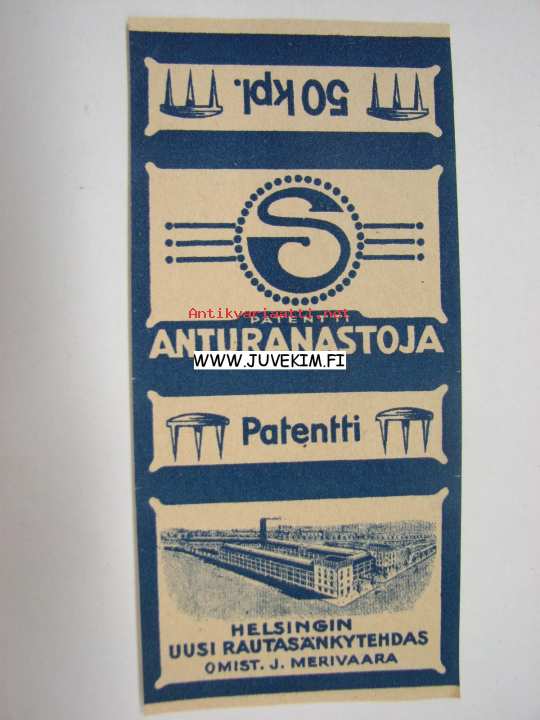 50 kpl.
S
Antikvariaatti.net
PATENTTI
ANTURANASTOJA
WWW.JUVEKIM.FI
Patentti
HELSINGIN
UUSI RAUTASÄNKYTEHDAS
OMIST. J. MERIVAARA